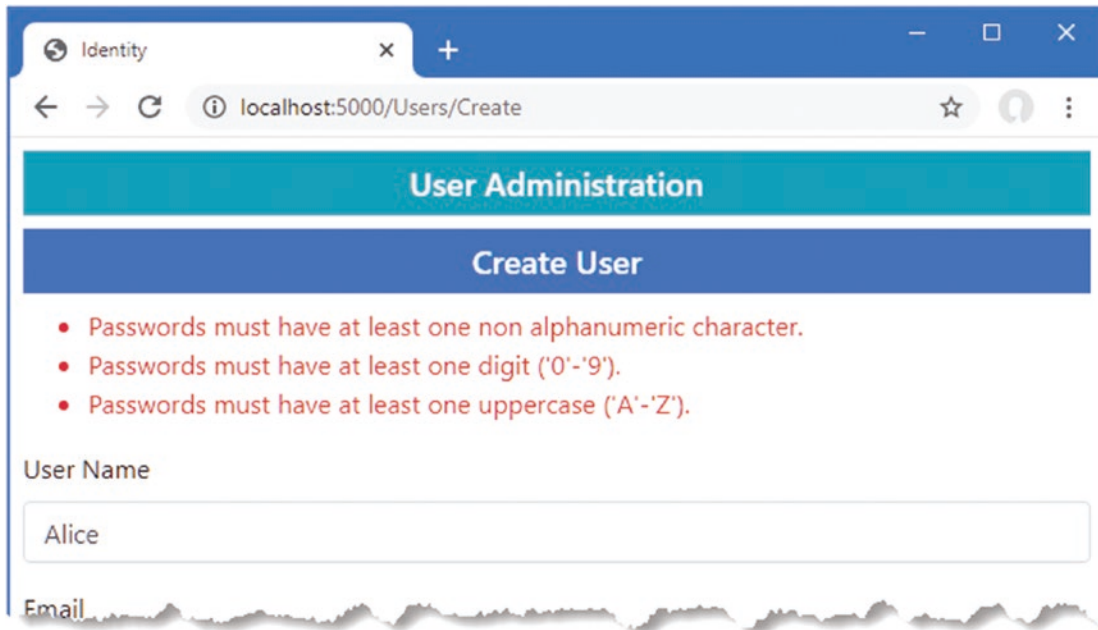 Identity
localhost:5000/Users/Create
User Administration
Create User
Passwords must have at least one non alphanumeric character.
Passwords must have at least one digit ('0'-'9').
Passwords must have at least one uppercase ('A'-'Z').
User Name
Alice
Email